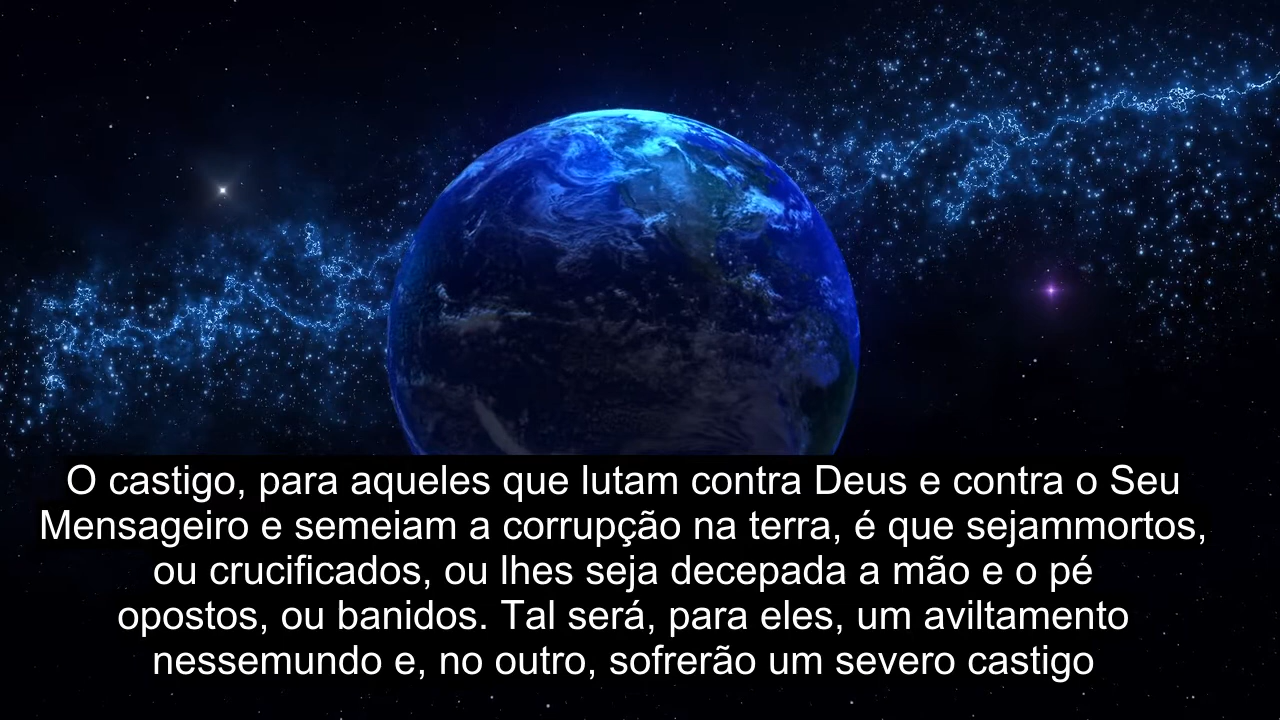 O castigo, para aqueles que lutam contra Deus e contra o Seu
Mensageiro e semeiam a corrupção na terra, é que sejammortos,
ou crucificados, ou lhes seja decepada a mão e o pé
opostos, ou banidos. Tal será, para eles, um aviltamento
nessemundo e, no outro, sofrerão um severo castigo